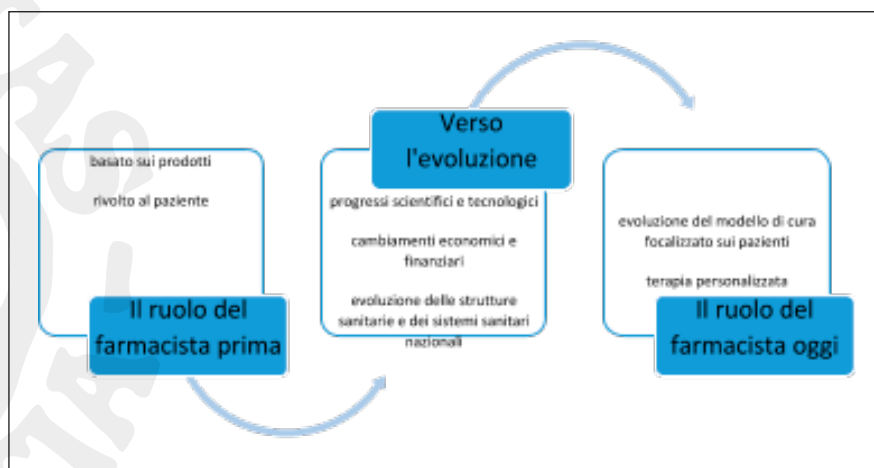 basato sui prodotti
rivolto al paziente
Il ruolo del
farmacista prima
Verso
l'evoluzione
progressi scientifici e tecnologici
cambiamenti economici e
finanziari
evoluzione delle strutture
sanitarie e dei sistemi sanitari
nazionali
evoluzione del modello di cura
focalizzato sui pazienti
terapia personalizzata
Il ruolo del
farmacista oggi